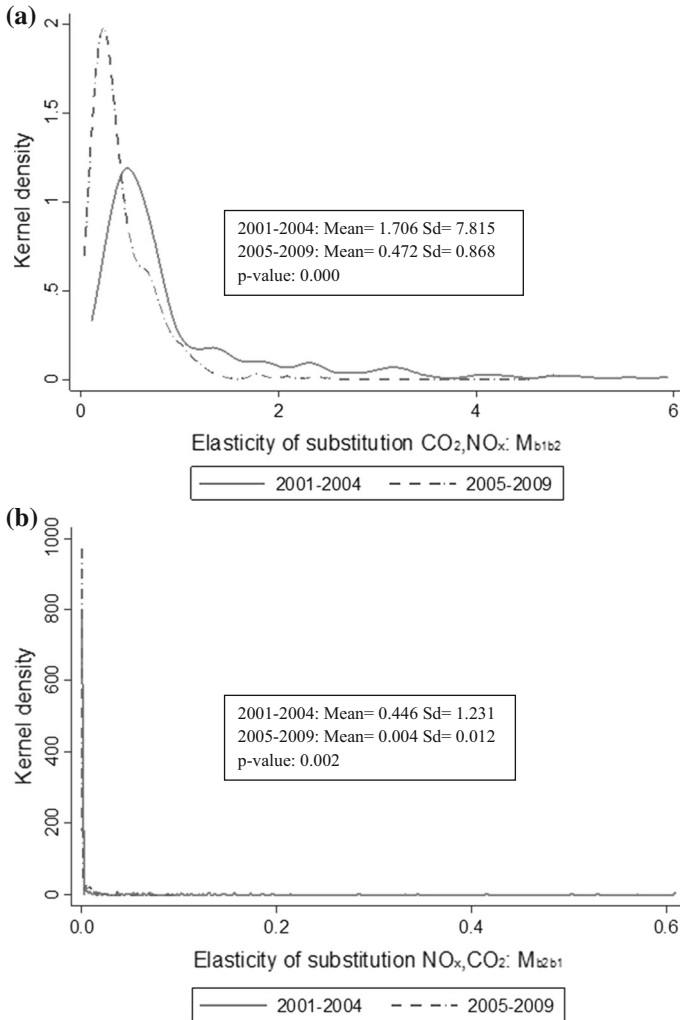 (a)
Kernel density
2
1.5
1
.5
0
2001-2004: Mean= 1.706 Sd= 7.815
2005-2009: Mean= 0.472 Sd= 0.868
p-value: 0.000
0 2 4 6
Elasticity of substitution CO₂,NOₓ: Mb1b2
2001-2004 2005-2009
(b)
Kernel density
1000
800
600
400
200
0
2001-2004: Mean= 0.446 Sd= 1.231
2005-2009: Mean= 0.004 Sd= 0.012
p-value: 0.002
0.0 0.2 0.4 0.6
Elasticity of substitution NOₓ,CO₂: Mb2b1
2001-2004 2005-2009